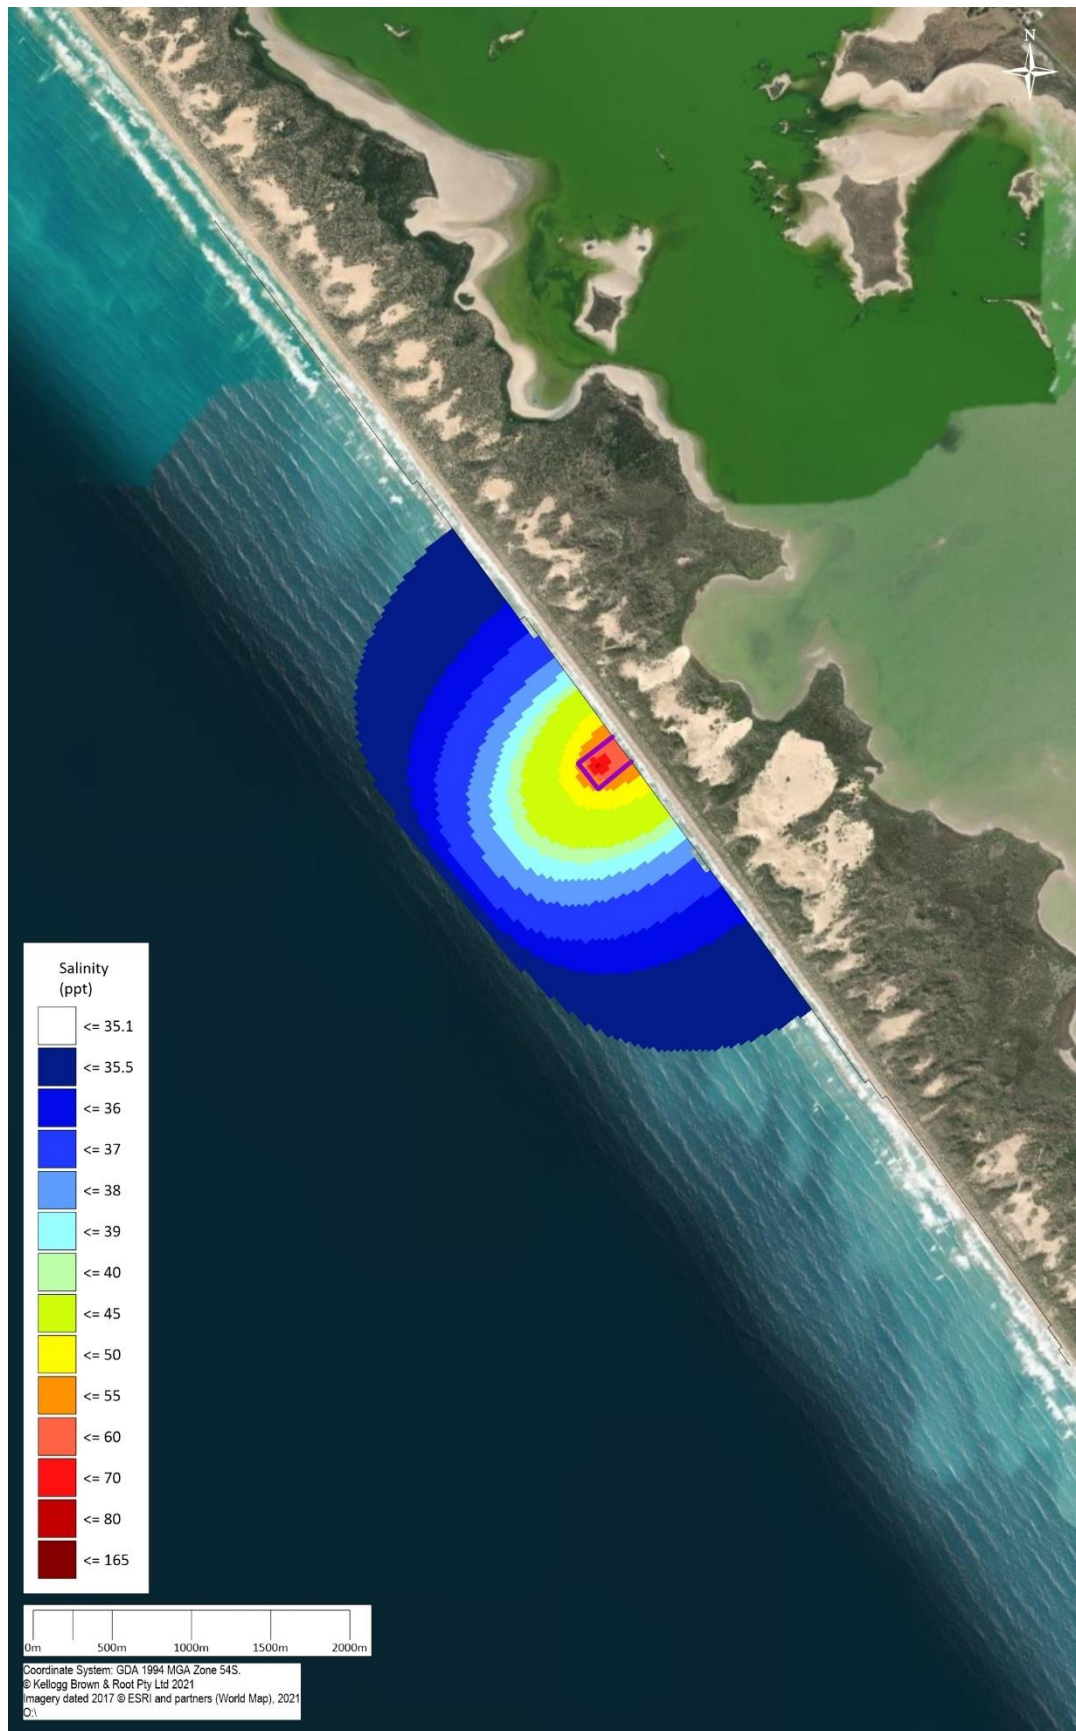 N
Salinity
(ppt)
<= 35.1
<= 35.5
<= 36
<= 37
<= 38
<= 39
<= 40
<= 45
<= 50
<= 55
<= 60
<= 70
<= 80
<= 165
0m 500m 1000m 1500m 2000m
Coordinate System: GDA 1994 MGA Zone 54S.
© Kellogg Brown & Root Pty Ltd 2021
Imagery dated 2017 © ESRI and partners (World Map), 2021
O:\